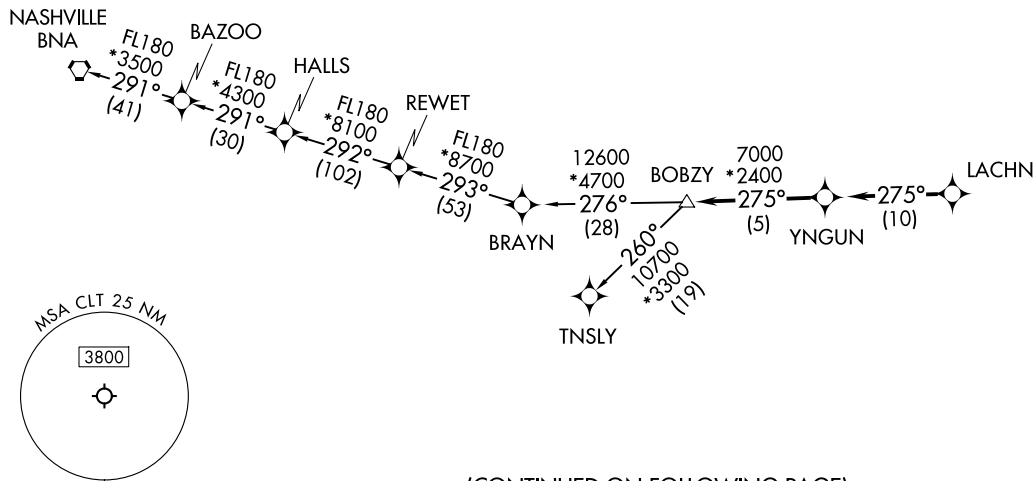 NASHVILLE
BNA
FL180
*3500
291°
(41)
BAZOO
FL180
*4300
291°
(30)
HALLS
FL180
*8100
292°
(102)
REWET
FL180
*8700
293°
(53)
BRAYN
12600
*4700
276°
(28)
BOBZY
7000
*2400
275°
(5)
YNGUN
275°
(10)
LACHN
260°
10700
*3300
(19)
TNSLY
MSA CLT 25 NM
3800
(CONTINUED ON FOLLOWING PAGE)